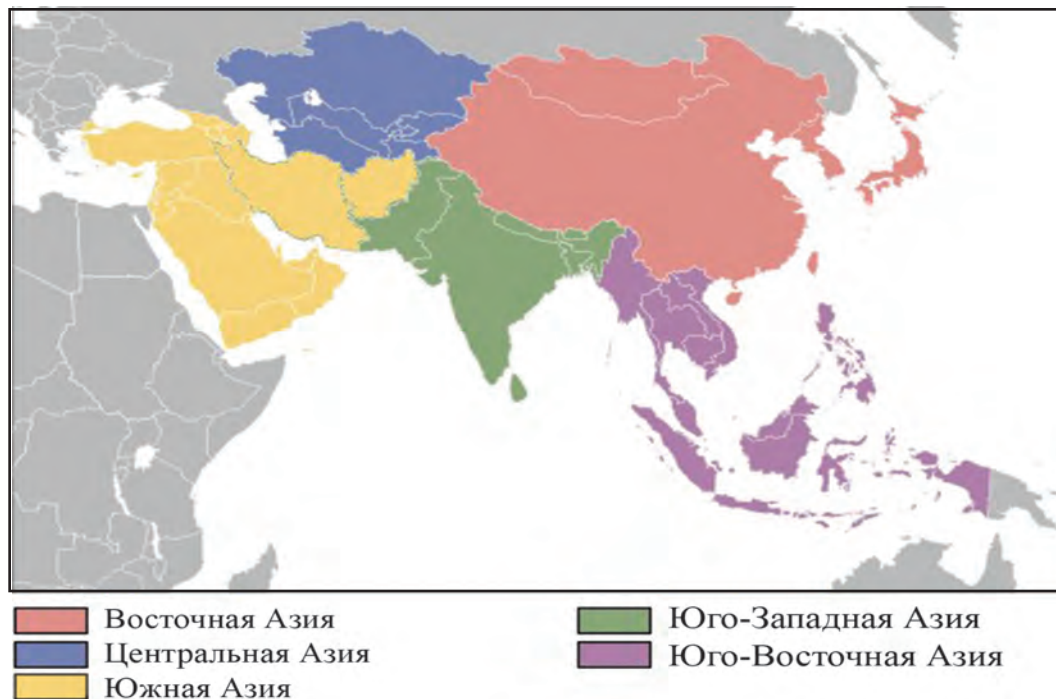 Восточная Азия
Центральная Азия
Южная Азия
Юго-Западная Азия
Юго-Восточная Азия